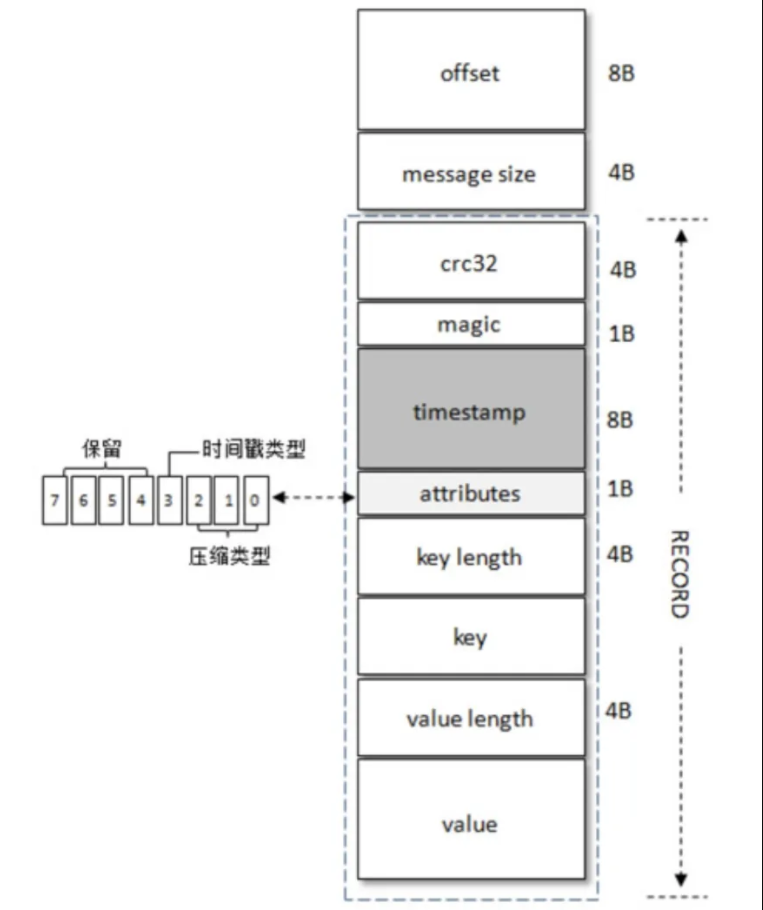 offset 8B
message size 4B
crc32 4B
magic 1B
timestamp 8B
保留 时间戳类型
7 6 5 4 3 2 1 0
attributes 1B
压缩类型
key length 4B
RECORD
key
value length 4B
value